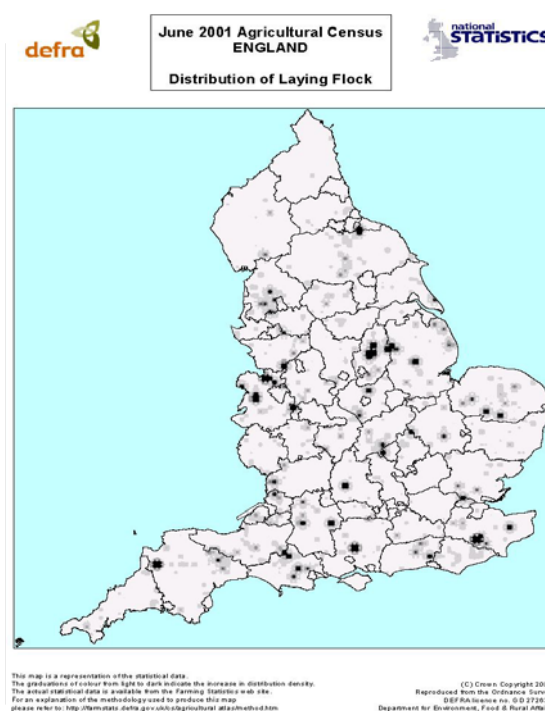 defra
June 2001 Agricultural Census
ENGLAND
Distribution of Laying Flock
national
STATISTICS
This map is a representation of the statistical data.
The graduations of colour from light to dark indicate the increase in distribution density.
The actual statistical data is available from the Farming Statistics web site.
For an explanation of the methodology used to produce this map
please refer to: http://farmstats.defra.gov.uk/cs/agricultural atlas/method.htm
(C) Crown Copyright
Reproduced from the Ordnance Surve
DEFRA licence no. GD
Department for Environment, Food & Rural Affai